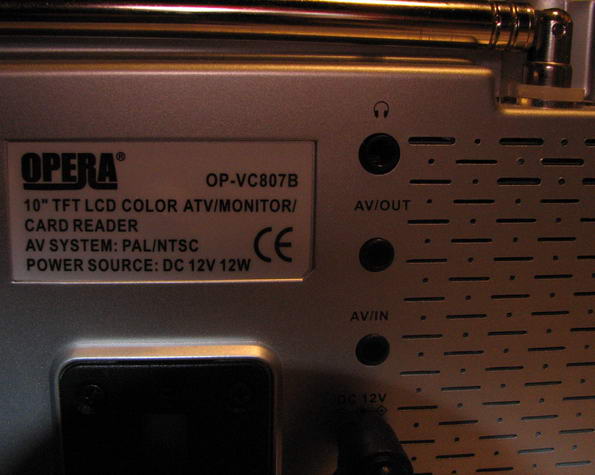 OPERA®
OP-VC807B
10" TFT LCD COLOR ATV/MONITOR/
CARD READER
AV SYSTEM: PAL/NTSC
POWER SOURCE: DC 12V 12W
CE
AV/OUT
AV/IN
DC 12V